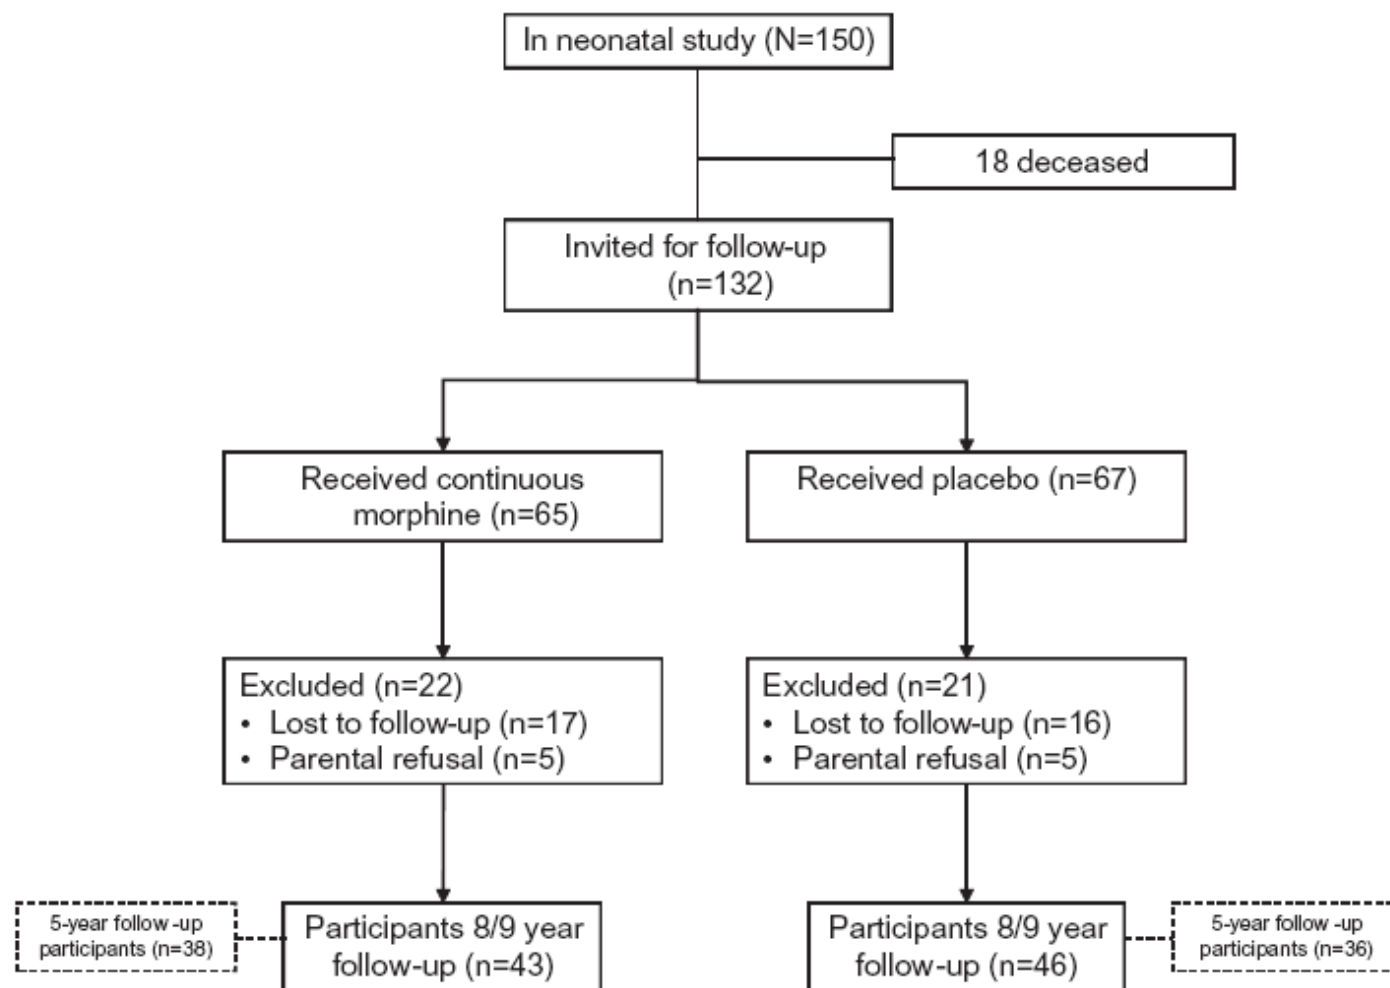 In neonatal study (N=150)
18 deceased
Invited for follow-up
(n=132)
Received continuous
morphine (n=65)
Received placebo (n=67)
Excluded (n=22)
• Lost to follow-up (n=17)
• Parental refusal (n=5)
Excluded (n=21)
• Lost to follow-up (n=16)
• Parental refusal (n=5)
5-year follow -up
participants (n=38)
Participants 8/9 year
follow-up (n=43)
Participants 8/9 year
follow-up (n=46)
5-year follow -up
participants (n=36)